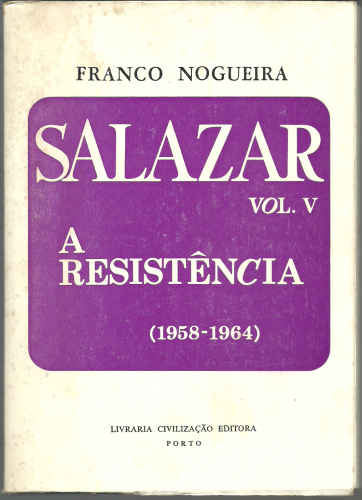 FRANCO NOGUEIRA
SALAZAR
VOL. V
A
RESISTÊNCIA
(1958-1964)
LIVRARIA CIVILIZAÇÃO EDITORA
PORTO